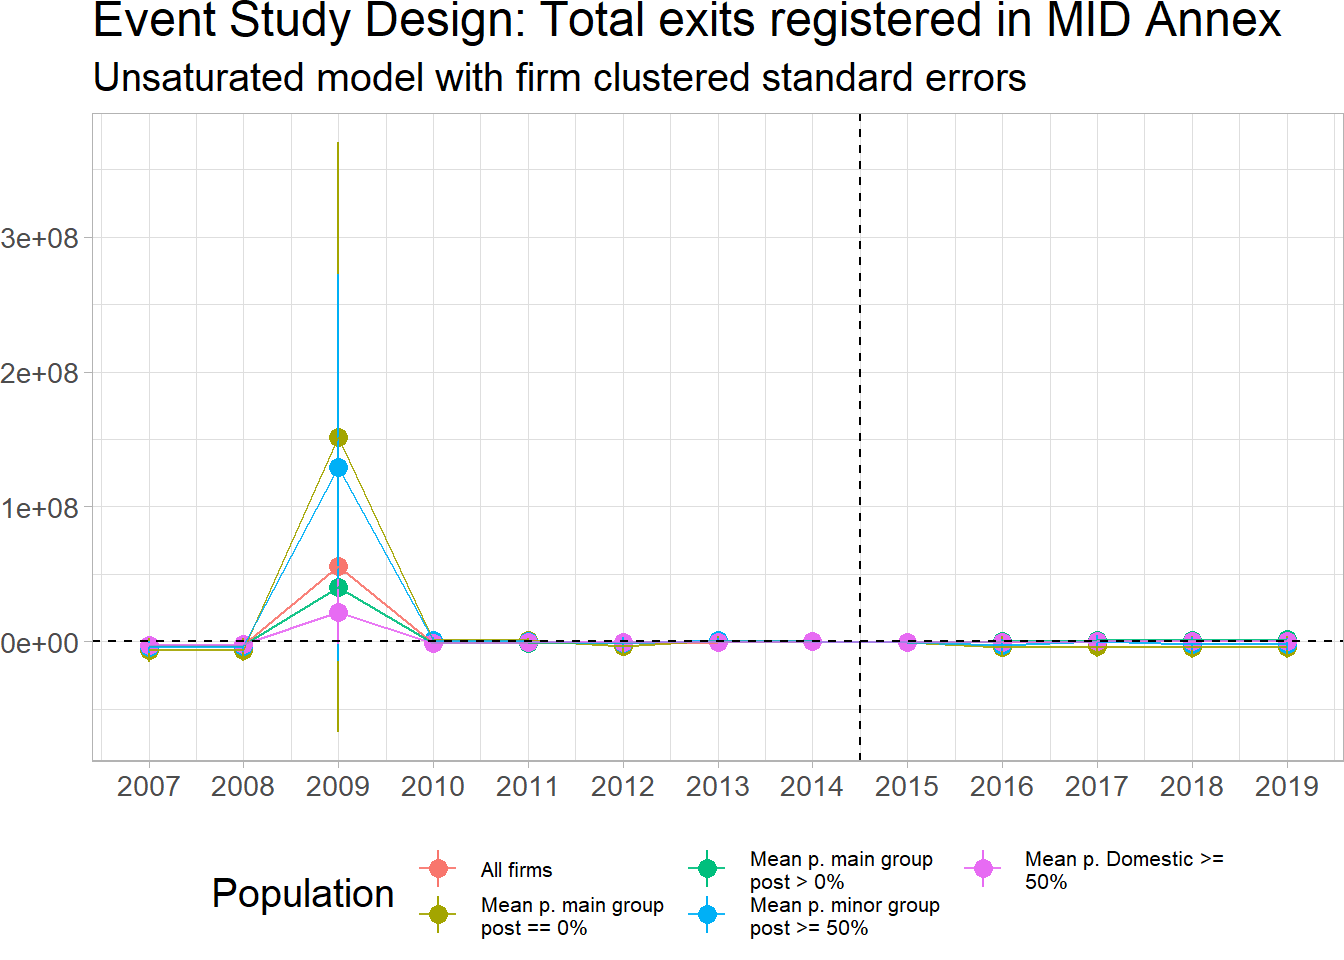 Event Study Design: Total exits registered in MID Annex
Unsaturated model with firm clustered standard errors
3e+08
2e+08
1e+08
0e+00
2007 2008 2009 2010 2011 2012 2013 2014 2015 2016 2017 2018 2019
Population
All firms
Mean p. main group
post == 0%
Mean p. main group
post > 0%
Mean p. minor group
post >= 50%
Mean p. Domestic >=
50%